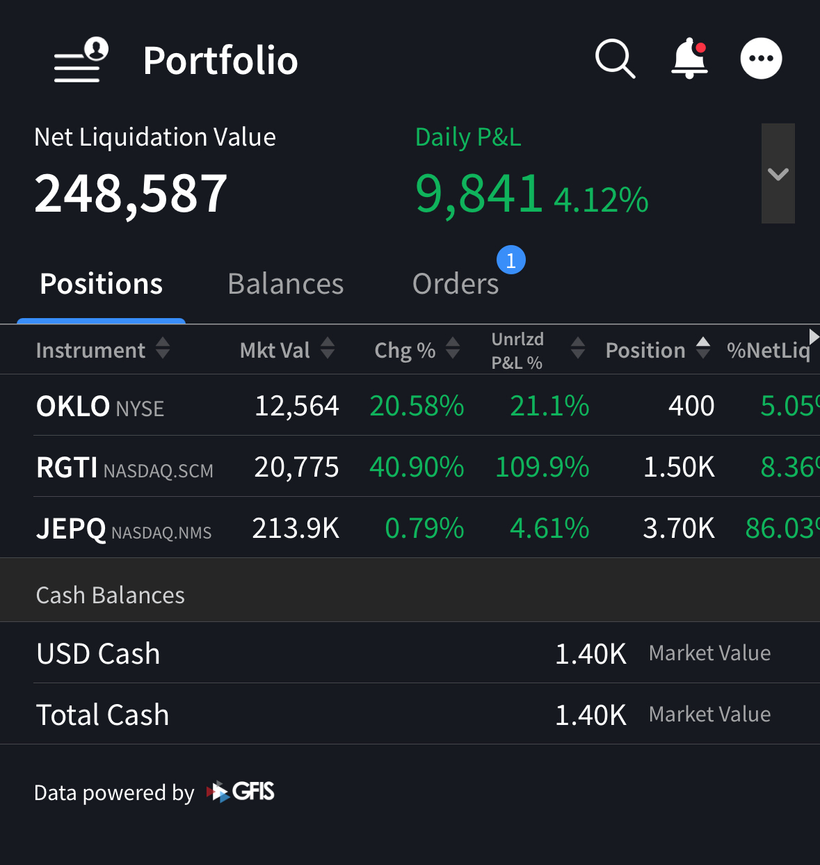 Portfolio
Net Liquidation Value Daily P&L
248,587 9,841 4.12%
Positions Balances Orders 1
Instrument Mkt Val Chg % Unrlzd P&L % Position %NetLiq
OKLO NYSE 12,564 20.58% 21.1% 400 5.05%
RGTI NASDAQ.SCM 20,775 40.90% 109.9% 1.50K 8.36%
JEPQ NASDAQ.NMS 213.9K 0.79% 4.61% 3.70K 86.03%
Cash Balances
USD Cash 1.40K Market Value
Total Cash 1.40K Market Value
Data powered by GFIS